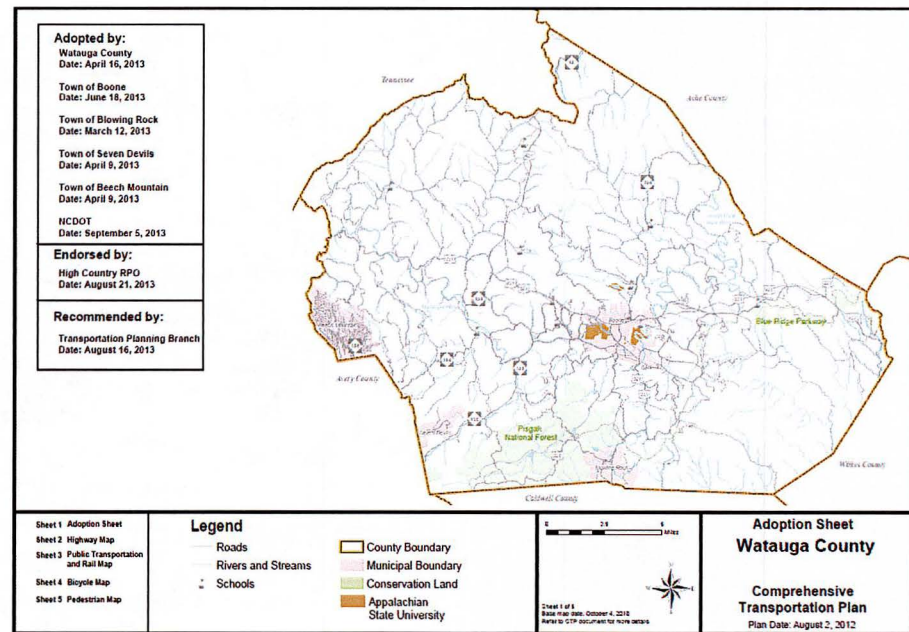 Adopted by:
Watauga County
Date: April 16, 2013
Town of Boone
Date: June 18, 2013
Town of Blowing Rock
Date: March 12, 2013
Town of Seven Devils
Date: April 9, 2013
Town of Beech Mountain
Date: April 9, 2013
NCDOT
Date: September 5, 2013
Endorsed by:
High Country RPO
Date: August 21, 2013
Recommended by:
Transportation Planning Branch
Date: August 16, 2013
Tennessee
Ashe County
Blue Ridge Parkway
Avery County
Pisgah
National Forest
Wilkes County
Caldwell County
Sheet 1 Adoption Sheet
Sheet 2 Highway Map
Sheet 3 Public Transportation
and Rail Map
Sheet 4 Bicycle Map
Sheet 5 Pedestrian Map
Legend
Roads
Rivers and Streams
Schools
County Boundary
Municipal Boundary
Conservation Land
Appalachian
State University
Miles
Sheet 1 of 5
Base map date: October 4, 2010
Refer to CTP document for more details
Adoption Sheet
Watauga County
Comprehensive
Transportation Plan
Plan Date: August 2, 2012